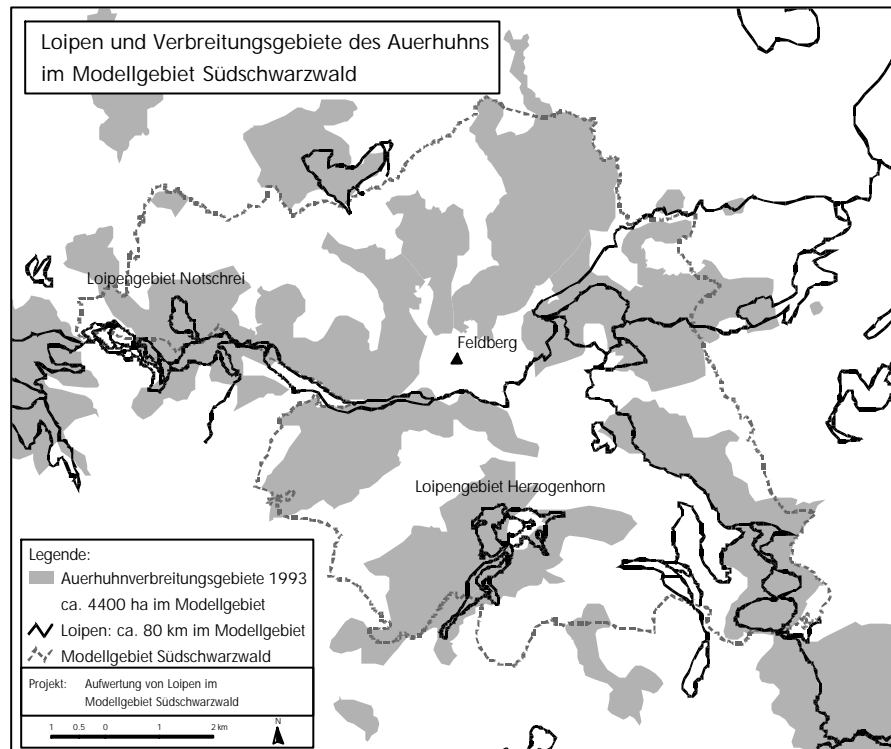 Loipen und Verbreitungsgebiete des Auerhuhns
im Modellgebiet Südschwarzwald
Loipengebiet Notschrei
Feldberg
Loipengebiet Herzogenhorn
Legende:
Auerhuhnverbreitungsgebiete 1993
ca. 4400 ha im Modellgebiet
Loipen: ca. 80 km im Modellgebiet
Modellgebiet Südschwarzwald
Projekt: Aufwertung von Loipen im
Modellgebiet Südschwarzwald
1 0.5 0 1 2 km
N